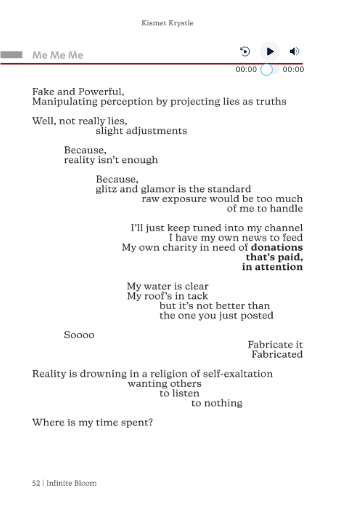 Kismet Krystle
Me Me Me
00:00 00:00
Fake and Powerful,
Manipulating perception by projecting lies as truths
Well, not really lies,
slight adjustments
Because,
reality isn't enough
Because,
glitz and glamor is the standard
raw exposure would be too much
of me to handle
I'll just keep tuned into my channel
I have my own news to feed
My own charity in need of donations
that's paid,
in attention
My water is clear
My roof's in tack
but it's not better than
the one you just posted
Soooo
Fabricate it
Fabricated
Reality is drowning in a religion of self-exaltation
wanting others
to listen
to nothing
Where is my time spent?
52 | Infinite Bloom